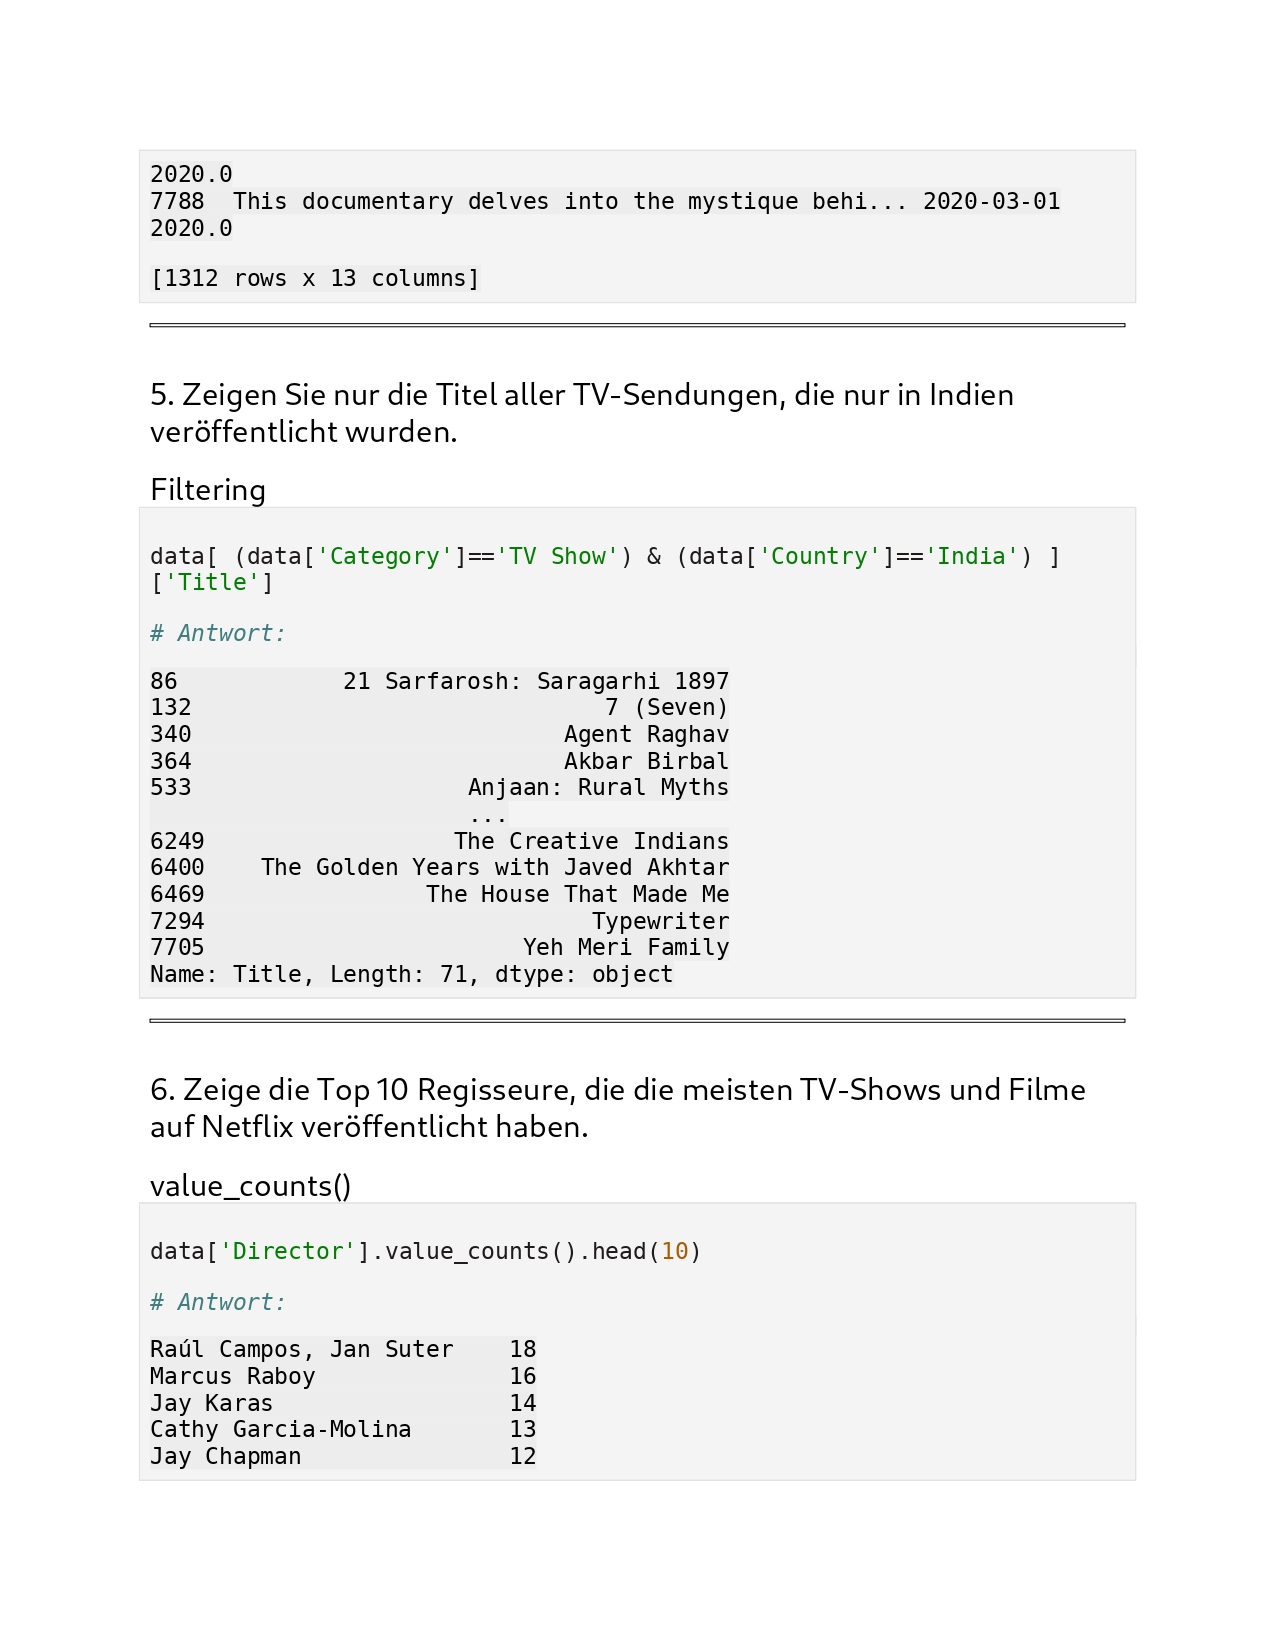 2020.0
7788  This documentary delves into the mystique behi... 2020-03-01
2020.0
[1312 rows x 13 columns]
5. Zeigen Sie nur die Titel aller TV-Sendungen, die nur in Indien
veröffentlicht wurden.
Filtering
data[ (data['Category']=='TV Show') & (data['Country']=='India') ]
['Title']
# Antwort:
86            21 Sarfarosh: Saragarhi 1897
132                              7 (Seven)
340                           Agent Raghav
364                           Akbar Birbal
533                    Anjaan: Rural Myths
                       ...
6249                  The Creative Indians
6400    The Golden Years with Javed Akhtar
6469                The House That Made Me
7294                            Typewriter
7705                       Yeh Meri Family
Name: Title, Length: 71, dtype: object
6. Zeige die Top 10 Regisseure, die die meisten TV-Shows und Filme
auf Netflix veröffentlicht haben.
value_counts()
data['Director'].value_counts().head(10)
# Antwort:
Raúl Campos, Jan Suter    18
Marcus Raboy              16
Jay Karas                 14
Cathy Garcia-Molina       13
Jay Chapman               12